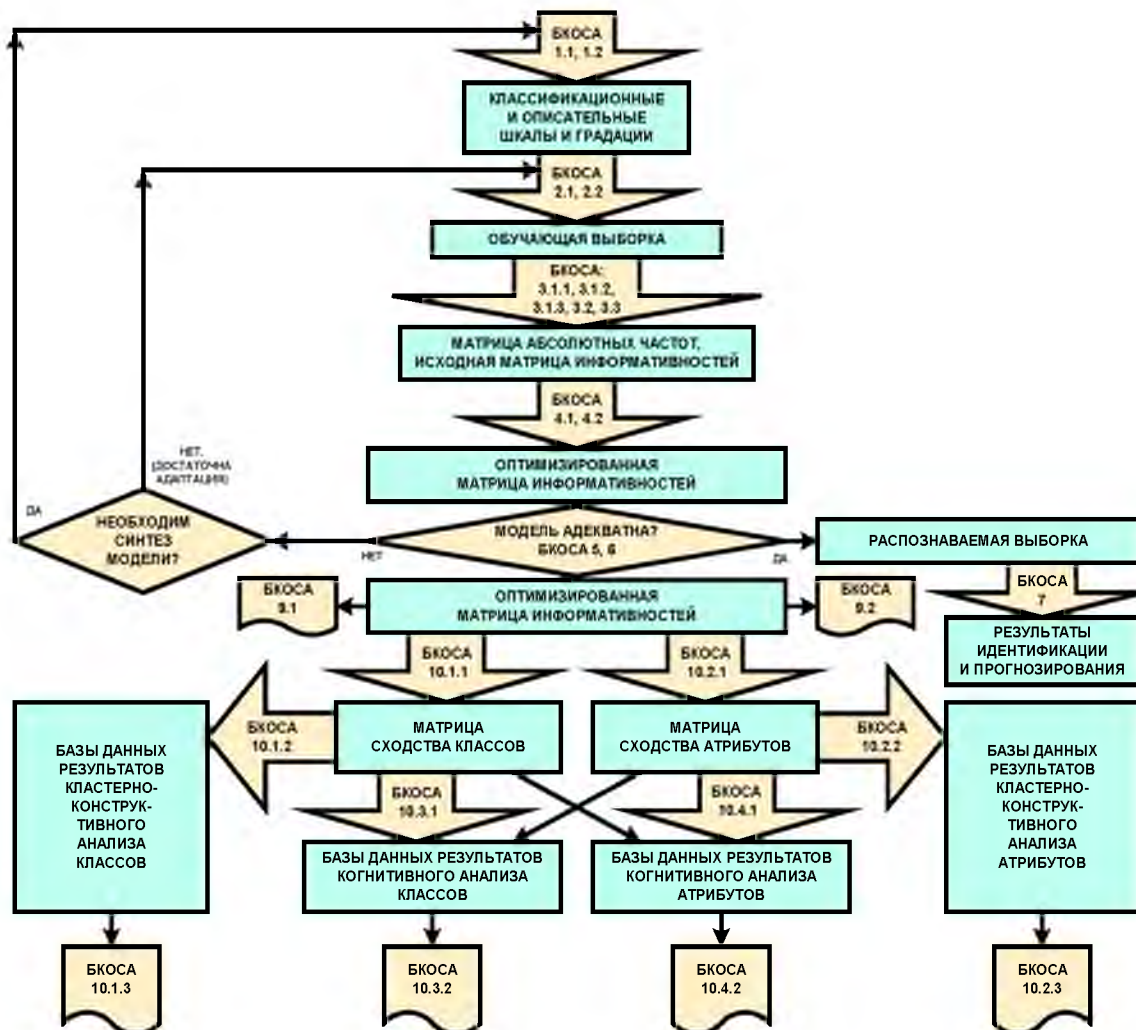 БКОСА
1.1, 1.2
КЛАССИФИКАЦИОННЫЕ
И ОПИСАТЕЛЬНЫЕ
ШКАЛЫ И ГРАДАЦИИ
БКОСА
2.1, 2.2
ОБУЧАЮЩАЯ ВЫБОРКА
БКОСА:
3.1.1, 3.1.2,
3.1.3, 3.2, 3.3
МАТРИЦА АБСОЛЮТНЫХ ЧАСТОТ,
ИСХОДНАЯ МАТРИЦА ИНФОРМАТИВНОСТЕЙ
БКОСА
4.1, 4.2
ОПТИМИЗИРОВАННАЯ
МАТРИЦА ИНФОРМАТИВНОСТЕЙ
НЕТ,
(ДОСТАТОЧНА
АДАПТАЦИЯ)
ДА
НЕОБХОДИМ
СИНТЕЗ
МОДЕЛИ?
НЕТ
МОДЕЛЬ АДЕКВАТНА?
БКОСА 5, 6
ДА
РАСПОЗНАВАЕМАЯ ВЫБОРКА
БКОСА
7
РЕЗУЛЬТАТЫ
ИДЕНТИФИКАЦИИ
И ПРОГНОЗИРОВАНИЯ
БКОСА
9.1
ОПТИМИЗИРОВАННАЯ
МАТРИЦА ИНФОРМАТИВНОСТЕЙ
БКОСА
9.2
БКОСА
10.1.1
БКОСА
10.2.1
БАЗЫ ДАННЫХ
РЕЗУЛЬТАТОВ
КЛАСТЕРНО-
КОНСТРУК-
ТИВНОГО
АНАЛИЗА
КЛАССОВ
БКОСА
10.1.2
МАТРИЦА
СХОДСТВА КЛАССОВ
МАТРИЦА
СХОДСТВА АТРИБУТОВ
БКОСА
10.2.2
БАЗЫ ДАННЫХ
РЕЗУЛЬТАТОВ
КЛАСТЕРНО-
КОНСТРУК-
ТИВНОГО
АНАЛИЗА
АТРИБУТОВ
БКОСА
10.3.1
БКОСА
10.4.1
БАЗЫ ДАННЫХ РЕЗУЛЬТАТОВ
КОГНИТИВНОГО АНАЛИЗА
КЛАССОВ
БАЗЫ ДАННЫХ РЕЗУЛЬТАТОВ
КОГНИТИВНОГО АНАЛИЗА
АТРИБУТОВ
БКОСА
10.1.3
БКОСА
10.3.2
БКОСА
10.4.2
БКОСА
10.2.3